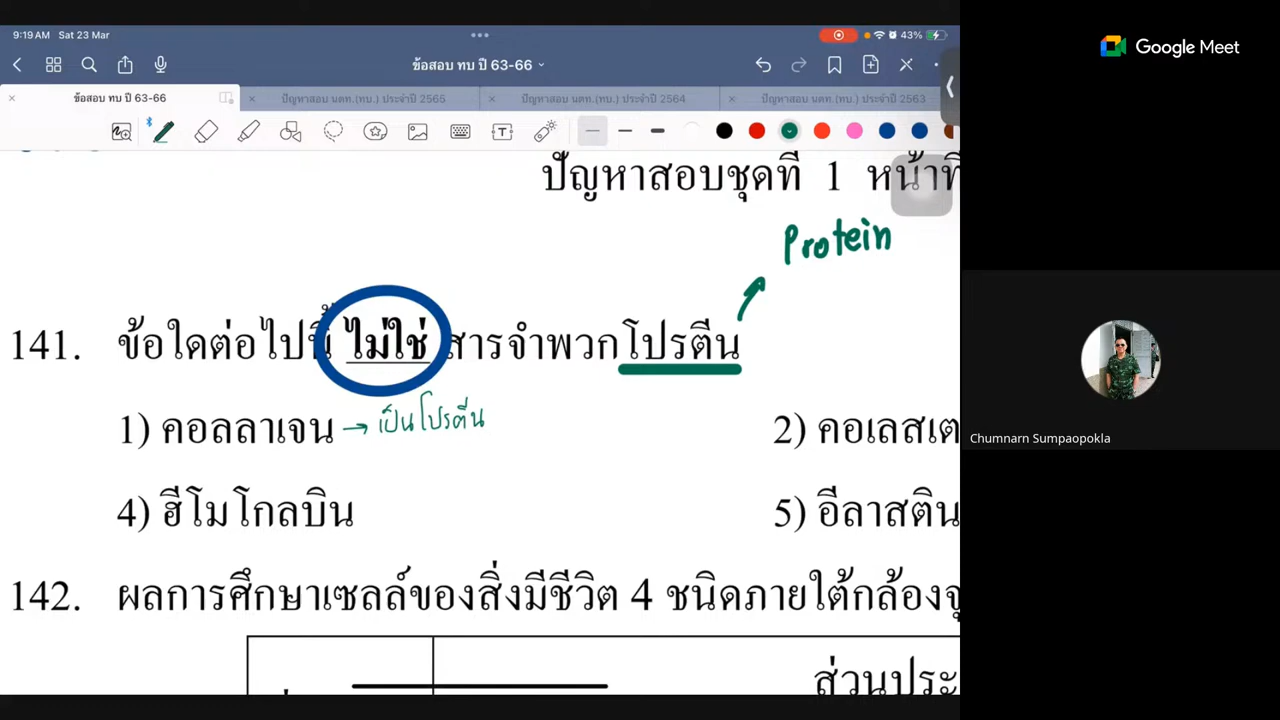 9:19 AM Sat 23 Mar
43%
Google Meet
ข้อสอบ ทบ ปี 63-66
ข้อสอบ ทบ ปี 63-66
ปัญหาสอบ นดท.(ทบ.) ประจำปี 2565
ปัญหาสอบ นดท.(ทบ.) ประจำปี 2564
ปัญหาสอบ นดท.(ทบ.) ประจำปี 2563
ปัญหาสอบชุดที่ 1 หน้าที่
Protein
141. ข้อใดต่อไปนี้ ไม่ใช่ สารจำพวกโปรตีน
1) คอลลาเจน → เป็นโปรตีน
2) คอเลสเต
4) ฮีโมโกลบิน
5) อีลาสติน
142. ผลการศึกษาเซลล์ของสิ่งมีชีวิต 4 ชนิดภายใต้กล้องจุ
ส่วนประ
Chumnarn Sumpaopokla